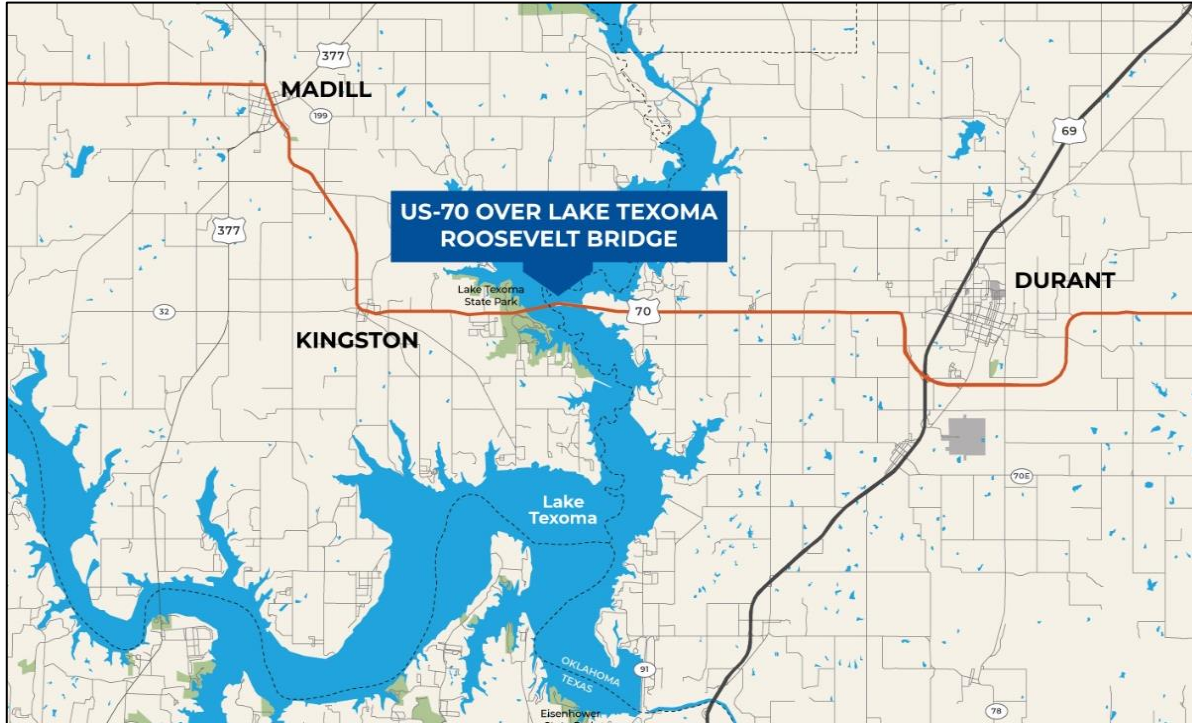 377
MADILL
199
69
US-70 OVER LAKE TEXOMA
ROOSEVELT BRIDGE
377
DURANT
Lake Texoma
State Park
32
70
KINGSTON
70E
Lake
Texoma
OKLAHOMA
TEXAS
91
78
Eisenhower